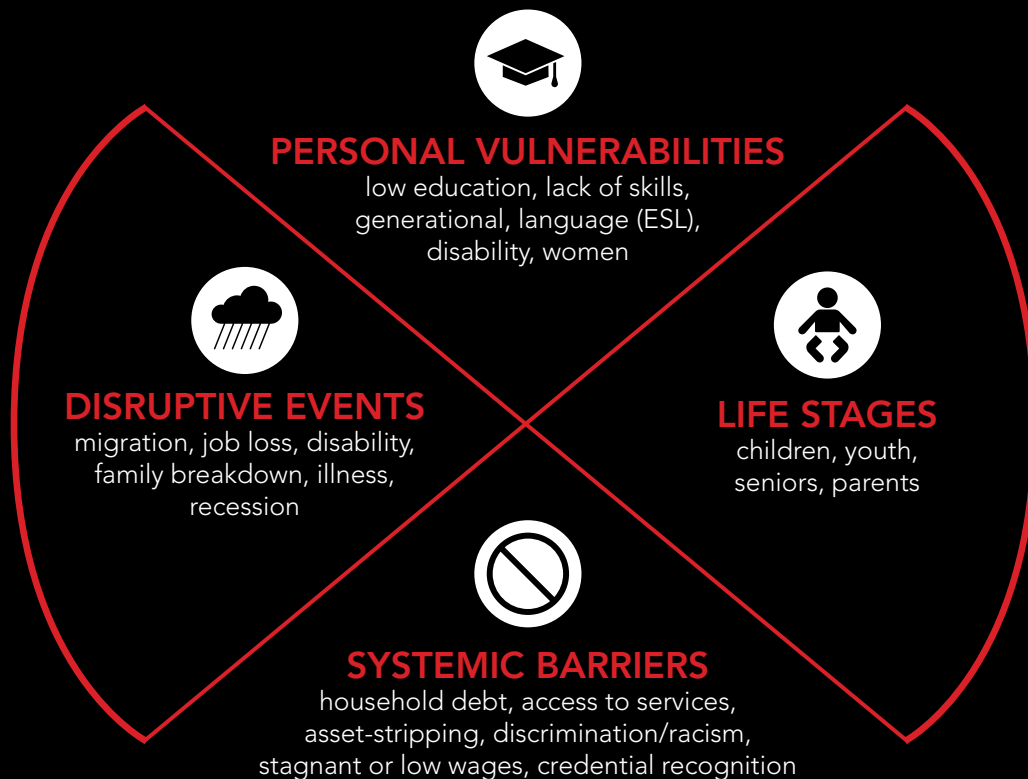 PERSONAL VULNERABILITIES
low education, lack of skills,
generational, language (ESL),
disability, women
DISRUPTIVE EVENTS
migration, job loss, disability,
family breakdown, illness,
recession
LIFE STAGES
children, youth,
seniors, parents
SYSTEMIC BARRIERS
household debt, access to services,
asset-stripping, discrimination/racism,
stagnant or low wages, credential recognition